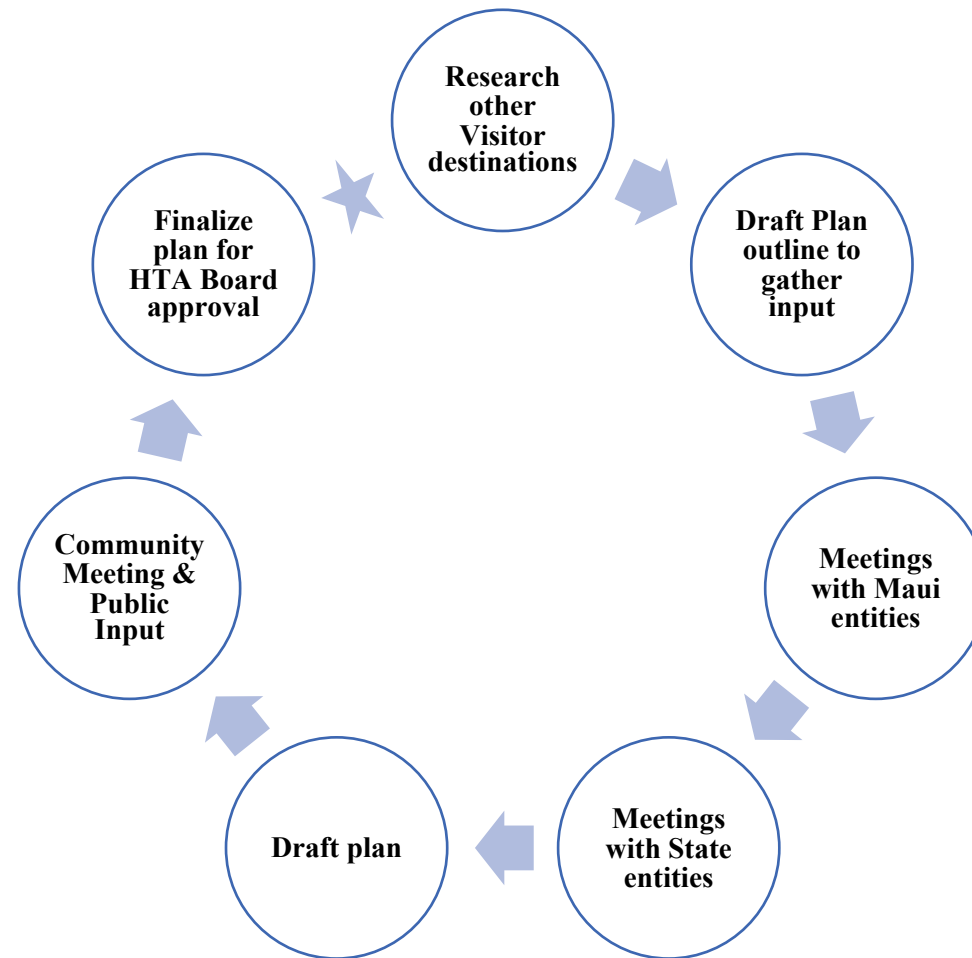 Research
other
Visitor
destinations
Draft Plan
outline to
gather
input
Meetings
with Maui
entities
Meetings
with State
entities
Draft plan
Community
Meeting &
Public
Input
Finalize
plan for
HTA Board
approval